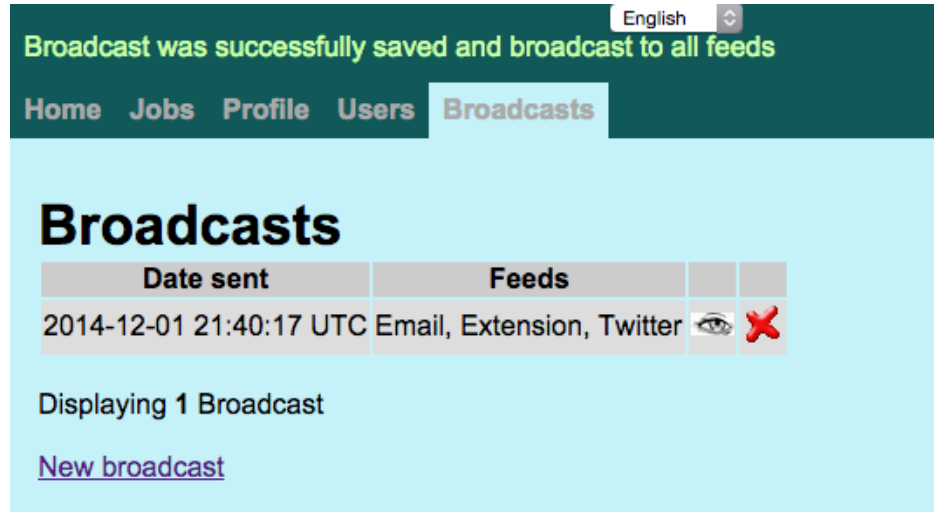 English
Broadcast was successfully saved and broadcast to all feeds
Home Jobs Profile Users Broadcasts
Broadcasts
Date sent Feeds
2014-12-01 21:40:17 UTC Email, Extension, Twitter
Displaying 1 Broadcast
New broadcast